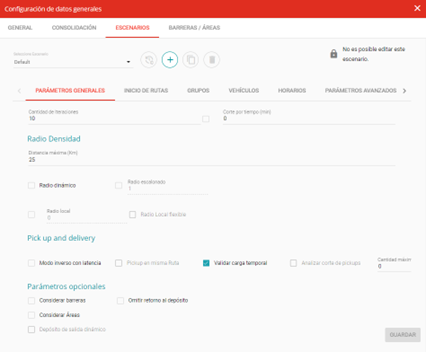 Configuración de datos generales
GENERAL CONSOLIDACIÓN ESCENARIOS BARRERAS / ÁREAS
Seleccione Escenario
Default
No es posible editar este
escenario.
PARÁMETROS GENERALES INICIO DE RUTAS GRUPOS VEHÍCULOS HORARIOS PARÁMETROS AVANZADOS
Cantidad de iteraciones
10
Corte por tiempo (min)
0
Radio Densidad
Distancia máxima (Km)
25
Radio dinámico
Radio escalonado
1
Radio local
0
Radio Local flexible
Pick up and delivery
Modo inverso con latencia
Pickup en misma Ruta
Validar carga temporal
Analizar corte de pickups
Cantidad máxim
0
Parámetros opcionales
Considerar barreras
Omitir retorno al depósito
Considerar Áreas
Depósito de salida dinámico
GUARDAR